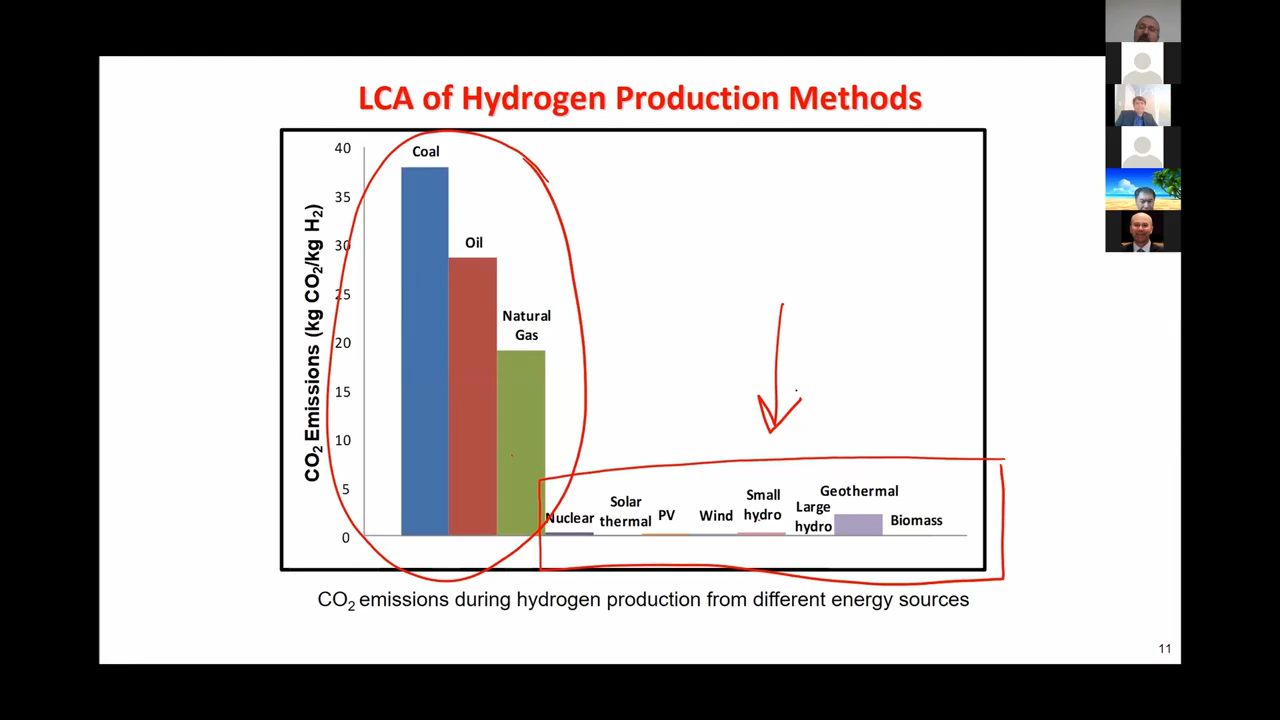 LCA of Hydrogen Production Methods
CO₂ Emissions (kg CO₂/kg H₂)
40
35
30
25
20
15
10
5
0
Coal
Oil
Natural
Gas
Nuclear
Solar
thermal
PV
Wind
Small
hydro
Large
hydro
Geothermal
Biomass
CO₂ emissions during hydrogen production from different energy sources
11